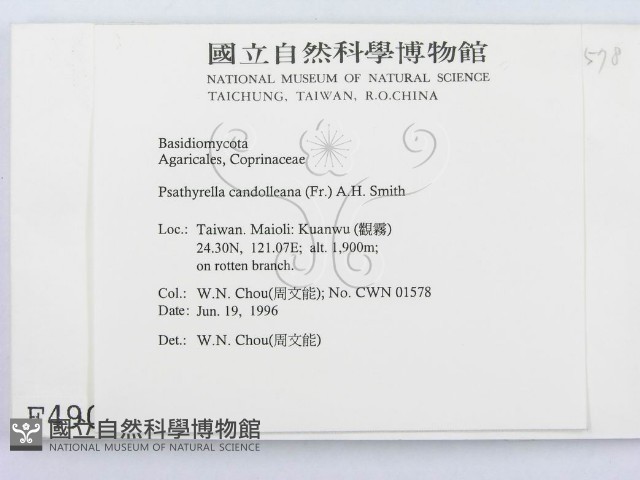 國立自然科學博物館
NATIONAL MUSEUM OF NATURAL SCIENCE
TAICHUNG, TAIWAN, R.O.CHINA
578
Basidiomycota
Agaricales, Coprinaceae
Psathyrella candolleana (Fr.) A.H. Smith
Loc.: Taiwan. Maioli: Kuanwu (觀霧)
24.30N, 121.07E; alt. 1,900m;
on rotten branch.
Col.: W.N. Chou(周文能); No. CWN 01578
Date: Jun. 19, 1996
Det.: W.N. Chou(周文能)
國立自然科學博物館
NATIONAL MUSEUM OF NATURAL SCIENCE